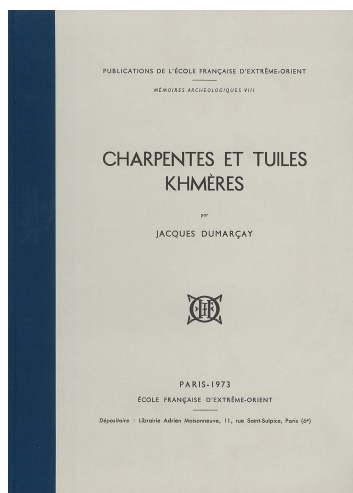 PUBLICATIONS DE L'ÉCOLE FRANÇAISE D'EXTRÊME-ORIENT
MÉMOIRES ARCHÉOLOGIQUES VIII
CHARPENTES ET TUILES
KHMÈRES
par
JACQUES DUMARÇAY
PARIS-1973
ÉCOLE FRANÇAISE D'EXTRÊME-ORIENT
Dépositaire : Librairie Adrien Maisonneuve, 11, rue Saint-Sulpice, Paris (6e)